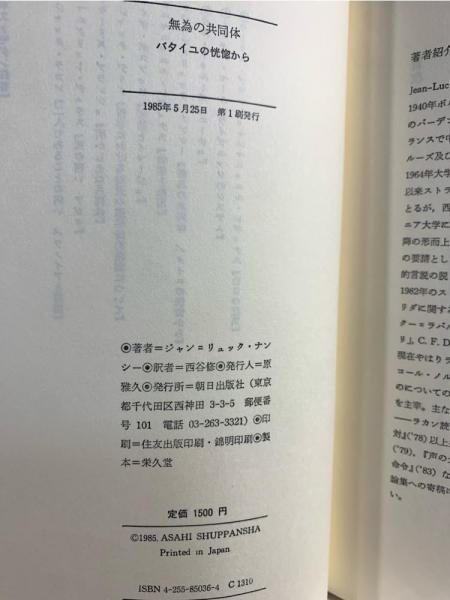 無為の共同体
バタイユの恍惚から
1985年5月25日 第1刷発行
◉著者=ジャン=リュック・ナン
シー◉訳者=西谷修◉発行人=原
雅久◉発行所=朝日出版社(東京
都千代田区西神田 3-3-5 郵便番
号 101 電話 03-263-3321)◉印
刷=住友出版印刷・錦明印刷◉製
本=栄久堂
定価 1500 円
©1985, ASAHI SHUPPANSHA
Printed in Japan
ISBN 4-255-85036-4 C 1310
著者紹介
Jean-Luc
1940年ボル
のバーデン
ランスで中
ルーズ及び
1964年大学
以来ストラ
とるが、西
ニア大学に
降の形而上
の要請とし
的言説の説
1982年のス
リダに関する
ク=ラバル
り』, C. F. D
現在やはりラ
コール・ノル
のについての
を主宰。主な
——ラカン読
対』('78) 以上
('79)、『声の
命令』('83) な
論集への寄稿
い。